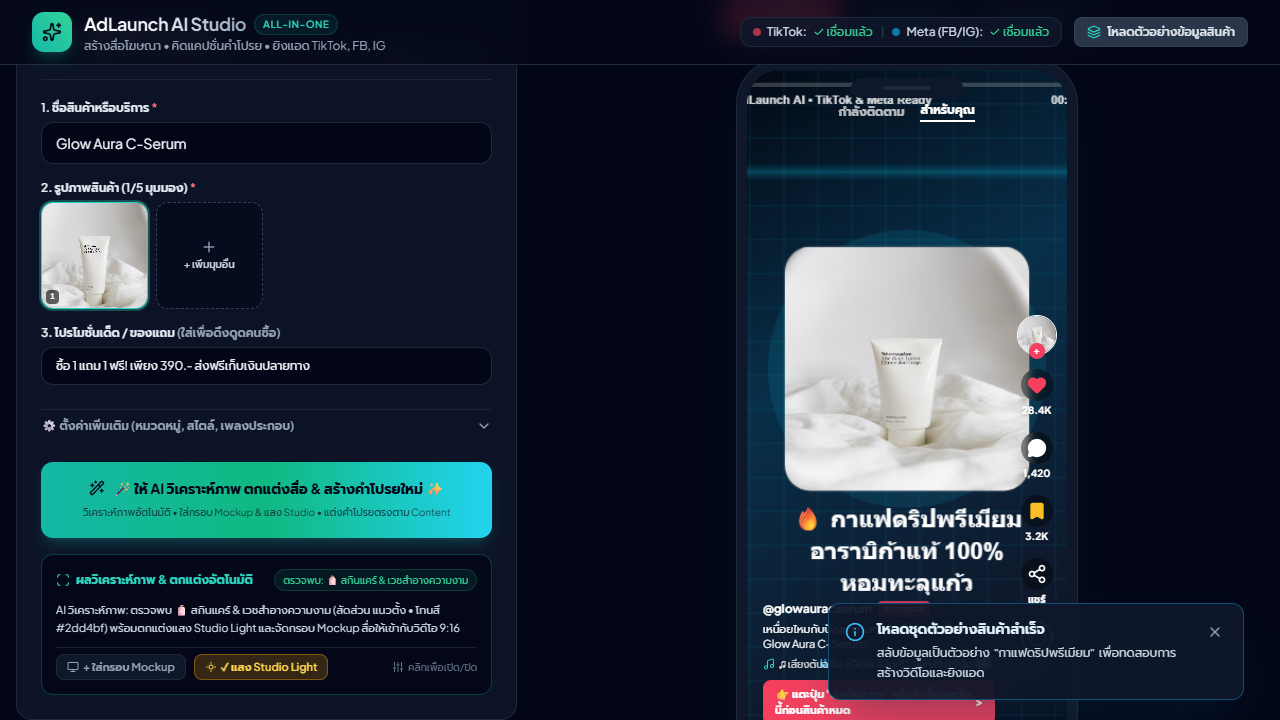 AdLaunch AI Studio ALL-IN-ONE
สร้างสื่อโฆษณา • คิดแคปชั่นคำโปรย • ยิงแอด TikTok, FB, IG
TikTok: ✓ เชื่อมแล้ว Meta (FB/IG): ✓ เชื่อมแล้ว
โหลดตัวอย่างข้อมูลสินค้า
1. ชื่อสินค้าหรือบริการ *
Glow Aura C-Serum
2. รูปภาพสินค้า (1/5 มุมมอง) *
1
+ เพิ่มมุมอื่น
3. โปรโมชั่นเด็ด / ของแถม (ใส่เพื่อดึงดูดคนซื้อ)
ซื้อ 1 แถม 1 ฟรี! เพียง 390.- ส่งฟรีเก็บเงินปลายทาง
⚙️ ตั้งค่าเพิ่มเติม (หมวดหมู่, สไตล์, เพลงประกอบ)
🪄 ให้ AI วิเคราะห์ภาพ ตกแต่งสื่อ & สร้างคำโปรยใหม่ ✨
วิเคราะห์ภาพอัตโนมัติ • ใส่กรอบ Mockup & แสง Studio • แต่งคำโปรยตรงตาม Content
ผลวิเคราะห์ภาพ & ตกแต่งอัตโนมัติ
ตรวจพบ: 🧴 สกินแคร์ & เวชสำอางความงาม
AI วิเคราะห์ภาพ: ตรวจพบ 🧴 สกินแคร์ & เวชสำอางความงาม (สัดส่วน แนวตั้ง • โทนสี
#2dd4bf) พร้อมตกแต่งแสง Studio Light และจัดกรอบ Mockup สื่อให้เข้ากับวิดีโอ 9:16
+ ใส่กรอบ Mockup
✓ แสง Studio Light
คลิกเพื่อเปิด/ปิด
Launch AI • TikTok & Meta Ready 00:
กำลังติดตาม สำหรับคุณ
28.4K
1,420
3.2K
แชร์
🔥 กาแฟดริปพรีเมียม
อาราบิก้าแท้ 100%
หอมทะลุแก้ว
@glowaura
เหนื่อยไหมกับ
Glow Aura C-
👉 แตะปุ่ม
นี้ก่อนสินค้าหมด >
โหลดชุดตัวอย่างสินค้าสำเร็จ
สลับข้อมูลเป็นตัวอย่าง "กาแฟดริปพรีเมียม" เพื่อทดสอบการ
สร้างวิดีโอและยิงแอด